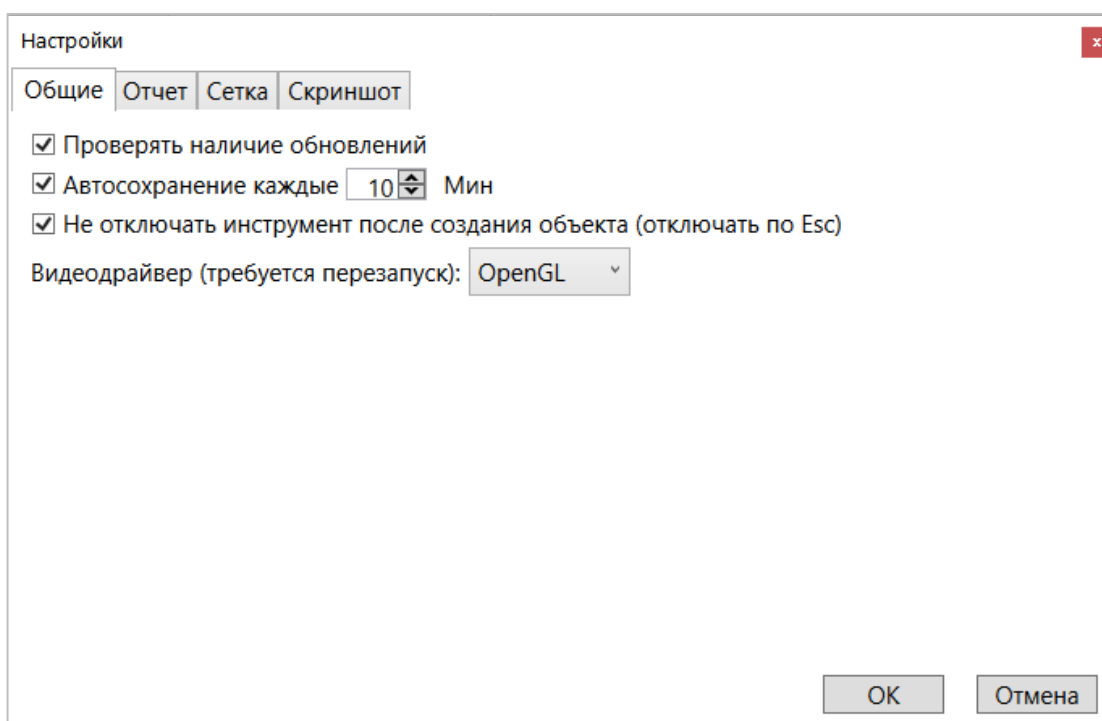 Настройки
x
Общие Отчет Сетка Скриншот
Проверять наличие обновлений
Автосохранение каждые 10 Мин
Не отключать инструмент после создания объекта (отключать по Esc)
Видеодрайвер (требуется перезапуск): OpenGL
OK Отмена